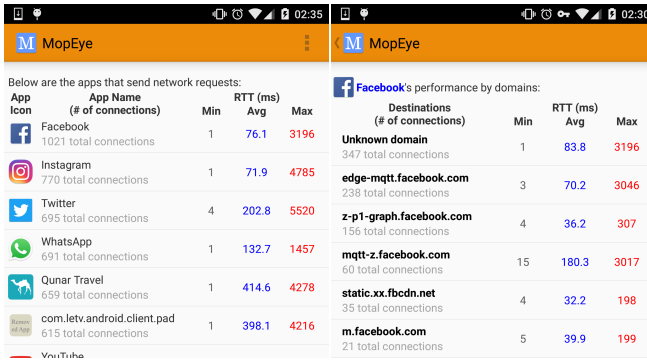 02:35
M MopEye
Below are the apps that send network requests:
App Icon App Name (# of connections) RTT (ms) Min Avg Max
Facebook 1 76.1 3196
1021 total connections
Instagram 1 71.9 4785
770 total connections
Twitter 4 202.8 5520
695 total connections
WhatsApp 1 132.7 1457
691 total connections
Qunar Travel 1 414.6 4278
659 total connections
com.letv.android.client.pad 1 398.1 4216
Remov ed App
615 total connections
YouTube
02:30
M MopEye
Facebook's performance by domains:
Destinations (# of connections) RTT (ms) Min Avg Max
Unknown domain 1 83.8 3196
347 total connections
edge-mqtt.facebook.com 3 70.2 3046
238 total connections
z-p1-graph.facebook.com 4 36.2 307
156 total connections
mqtt-z.facebook.com 15 180.3 3017
60 total connections
static.xx.fbcdn.net 4 32.2 198
35 total connections
m.facebook.com 5 39.9 199
21 total connections